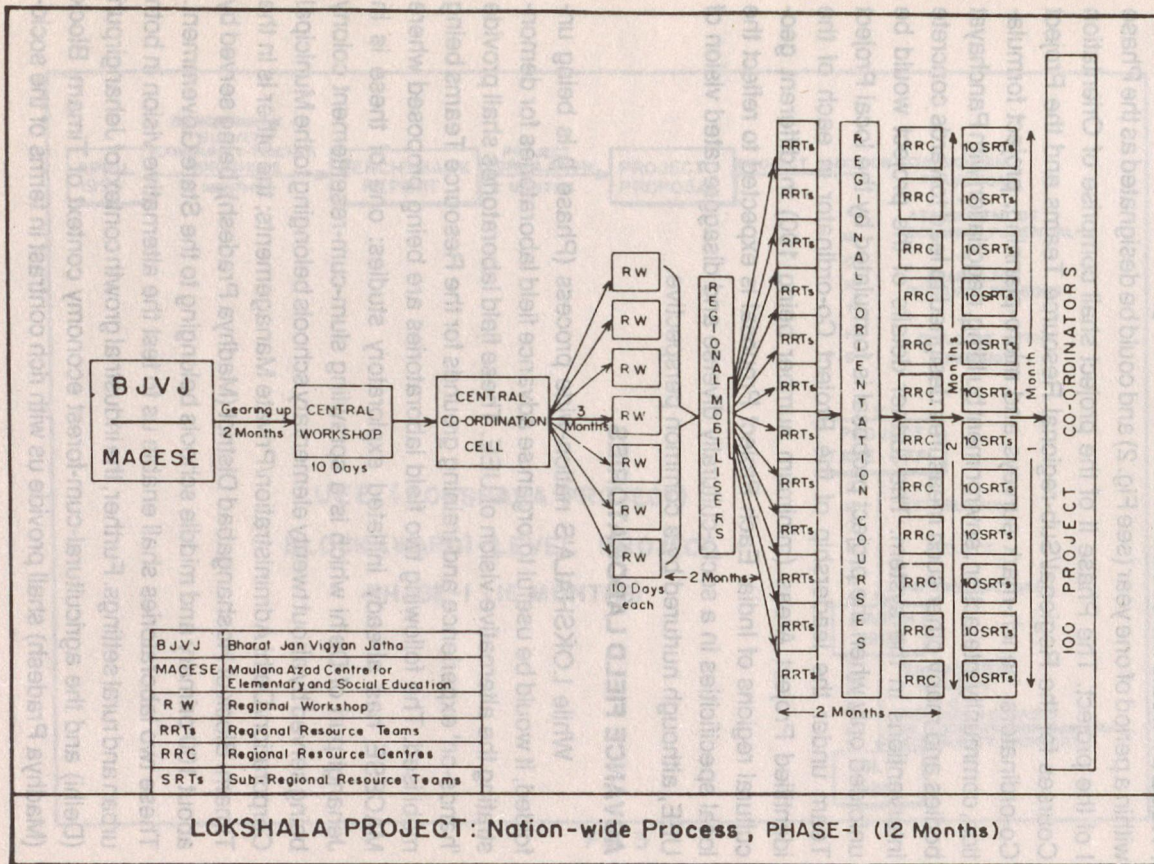 BJVJ
MACESE
Gearing up
2 Months
CENTRAL
WORKSHOP
10 Days
CENTRAL
CO-ORDINATION
CELL
3
Months
RW
RW
RW
RW
RW
RW
RW
10 Days
each
2 Months
REGIONAL MOBILISERS
RRTs
RRTs
RRTs
RRTs
RRTs
RRTs
RRTs
RRTs
RRTs
RRTs
RRTs
RRTs
REGIONAL ORIENTATION COURSES
RRC
RRC
RRC
RRC
RRC
RRC
RRC
RRC
RRC
RRC
RRC
RRC
2 Months
2 Months
10 SRTs
10 SRTs
10 SRTs
10 SRTs
10 SRTs
10 SRTs
10 SRTs
10 SRTs
10 SRTs
10 SRTs
10 SRTs
10 SRTs
1 Month
100 PROJECT CO-ORDINATORS
BJVJ Bharat Jan Vigyan Jatha
MACESE Maulana Azad Centre for
Elementary and Social Education
RW Regional Workshop
RRTs Regional Resource Teams
RRC Regional Resource Centres
SRTs Sub-Regional Resource Teams
LOKSHALA PROJECT: Nation-wide Process, PHASE-I (12 Months)